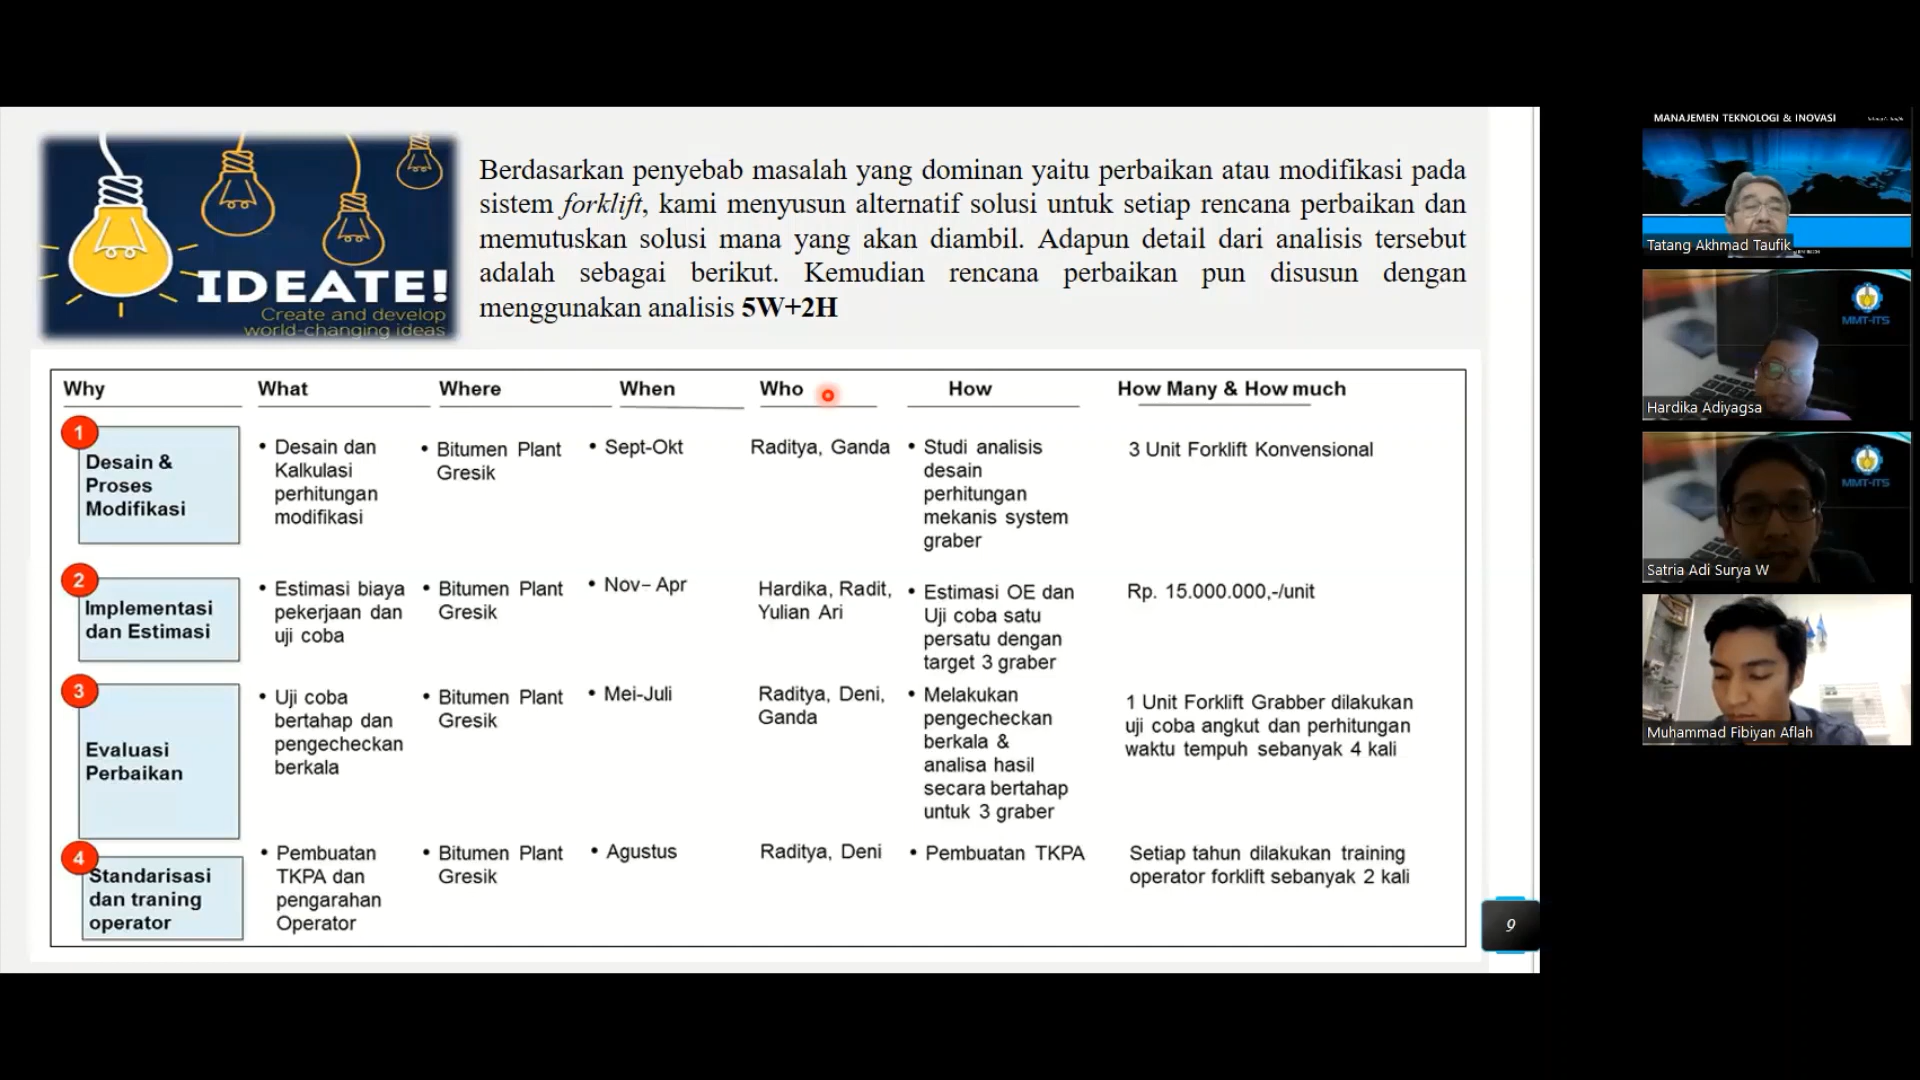 IDEATE!
Create and develop
world-changing ideas
Berdasarkan penyebab masalah yang dominan yaitu perbaikan atau modifikasi pada
sistem forklift, kami menyusun alternatif solusi untuk setiap rencana perbaikan dan
memutuskan solusi mana yang akan diambil. Adapun detail dari analisis tersebut
adalah sebagai berikut. Kemudian rencana perbaikan pun disusun dengan
menggunakan analisis 5W+2H
Why What Where When Who How How Many & How much
1
Desain &
Proses
Modifikasi
• Desain dan
Kalkulasi
perhitungan
modifikasi
• Bitumen Plant
Gresik
• Sept-Okt
Raditya, Ganda
• Studi analisis
desain
perhitungan
mekanis system
graber
3 Unit Forklift Konvensional
2
Implementasi
dan Estimasi
• Estimasi biaya
pekerjaan dan
uji coba
• Bitumen Plant
Gresik
• Nov– Apr
Hardika, Radit,
Yulian Ari
• Estimasi OE dan
Uji coba satu
persatu dengan
target 3 graber
Rp. 15.000.000,-/unit
3
Evaluasi
Perbaikan
• Uji coba
bertahap dan
pengecheckan
berkala
• Bitumen Plant
Gresik
• Mei-Juli
Raditya, Deni,
Ganda
• Melakukan
pengecheckan
berkala &
analisa hasil
secara bertahap
untuk 3 graber
1 Unit Forklift Grabber dilakukan
uji coba angkut dan perhitungan
waktu tempuh sebanyak 4 kali
4
Standarisasi
dan traning
operator
• Pembuatan
TKPA dan
pengarahan
Operator
• Bitumen Plant
Gresik
• Agustus
Raditya, Deni
• Pembuatan TKPA
Setiap tahun dilakukan training
operator forklift sebanyak 2 kali
9
MANAJEMEN TEKNOLOGI & INOVASI
Tatang Akhmad Taufik
MMT-ITS
Hardika Adiyagsa
MMT-ITS
Satria Adi Surya W
Muhammad Fibiyan Aflah